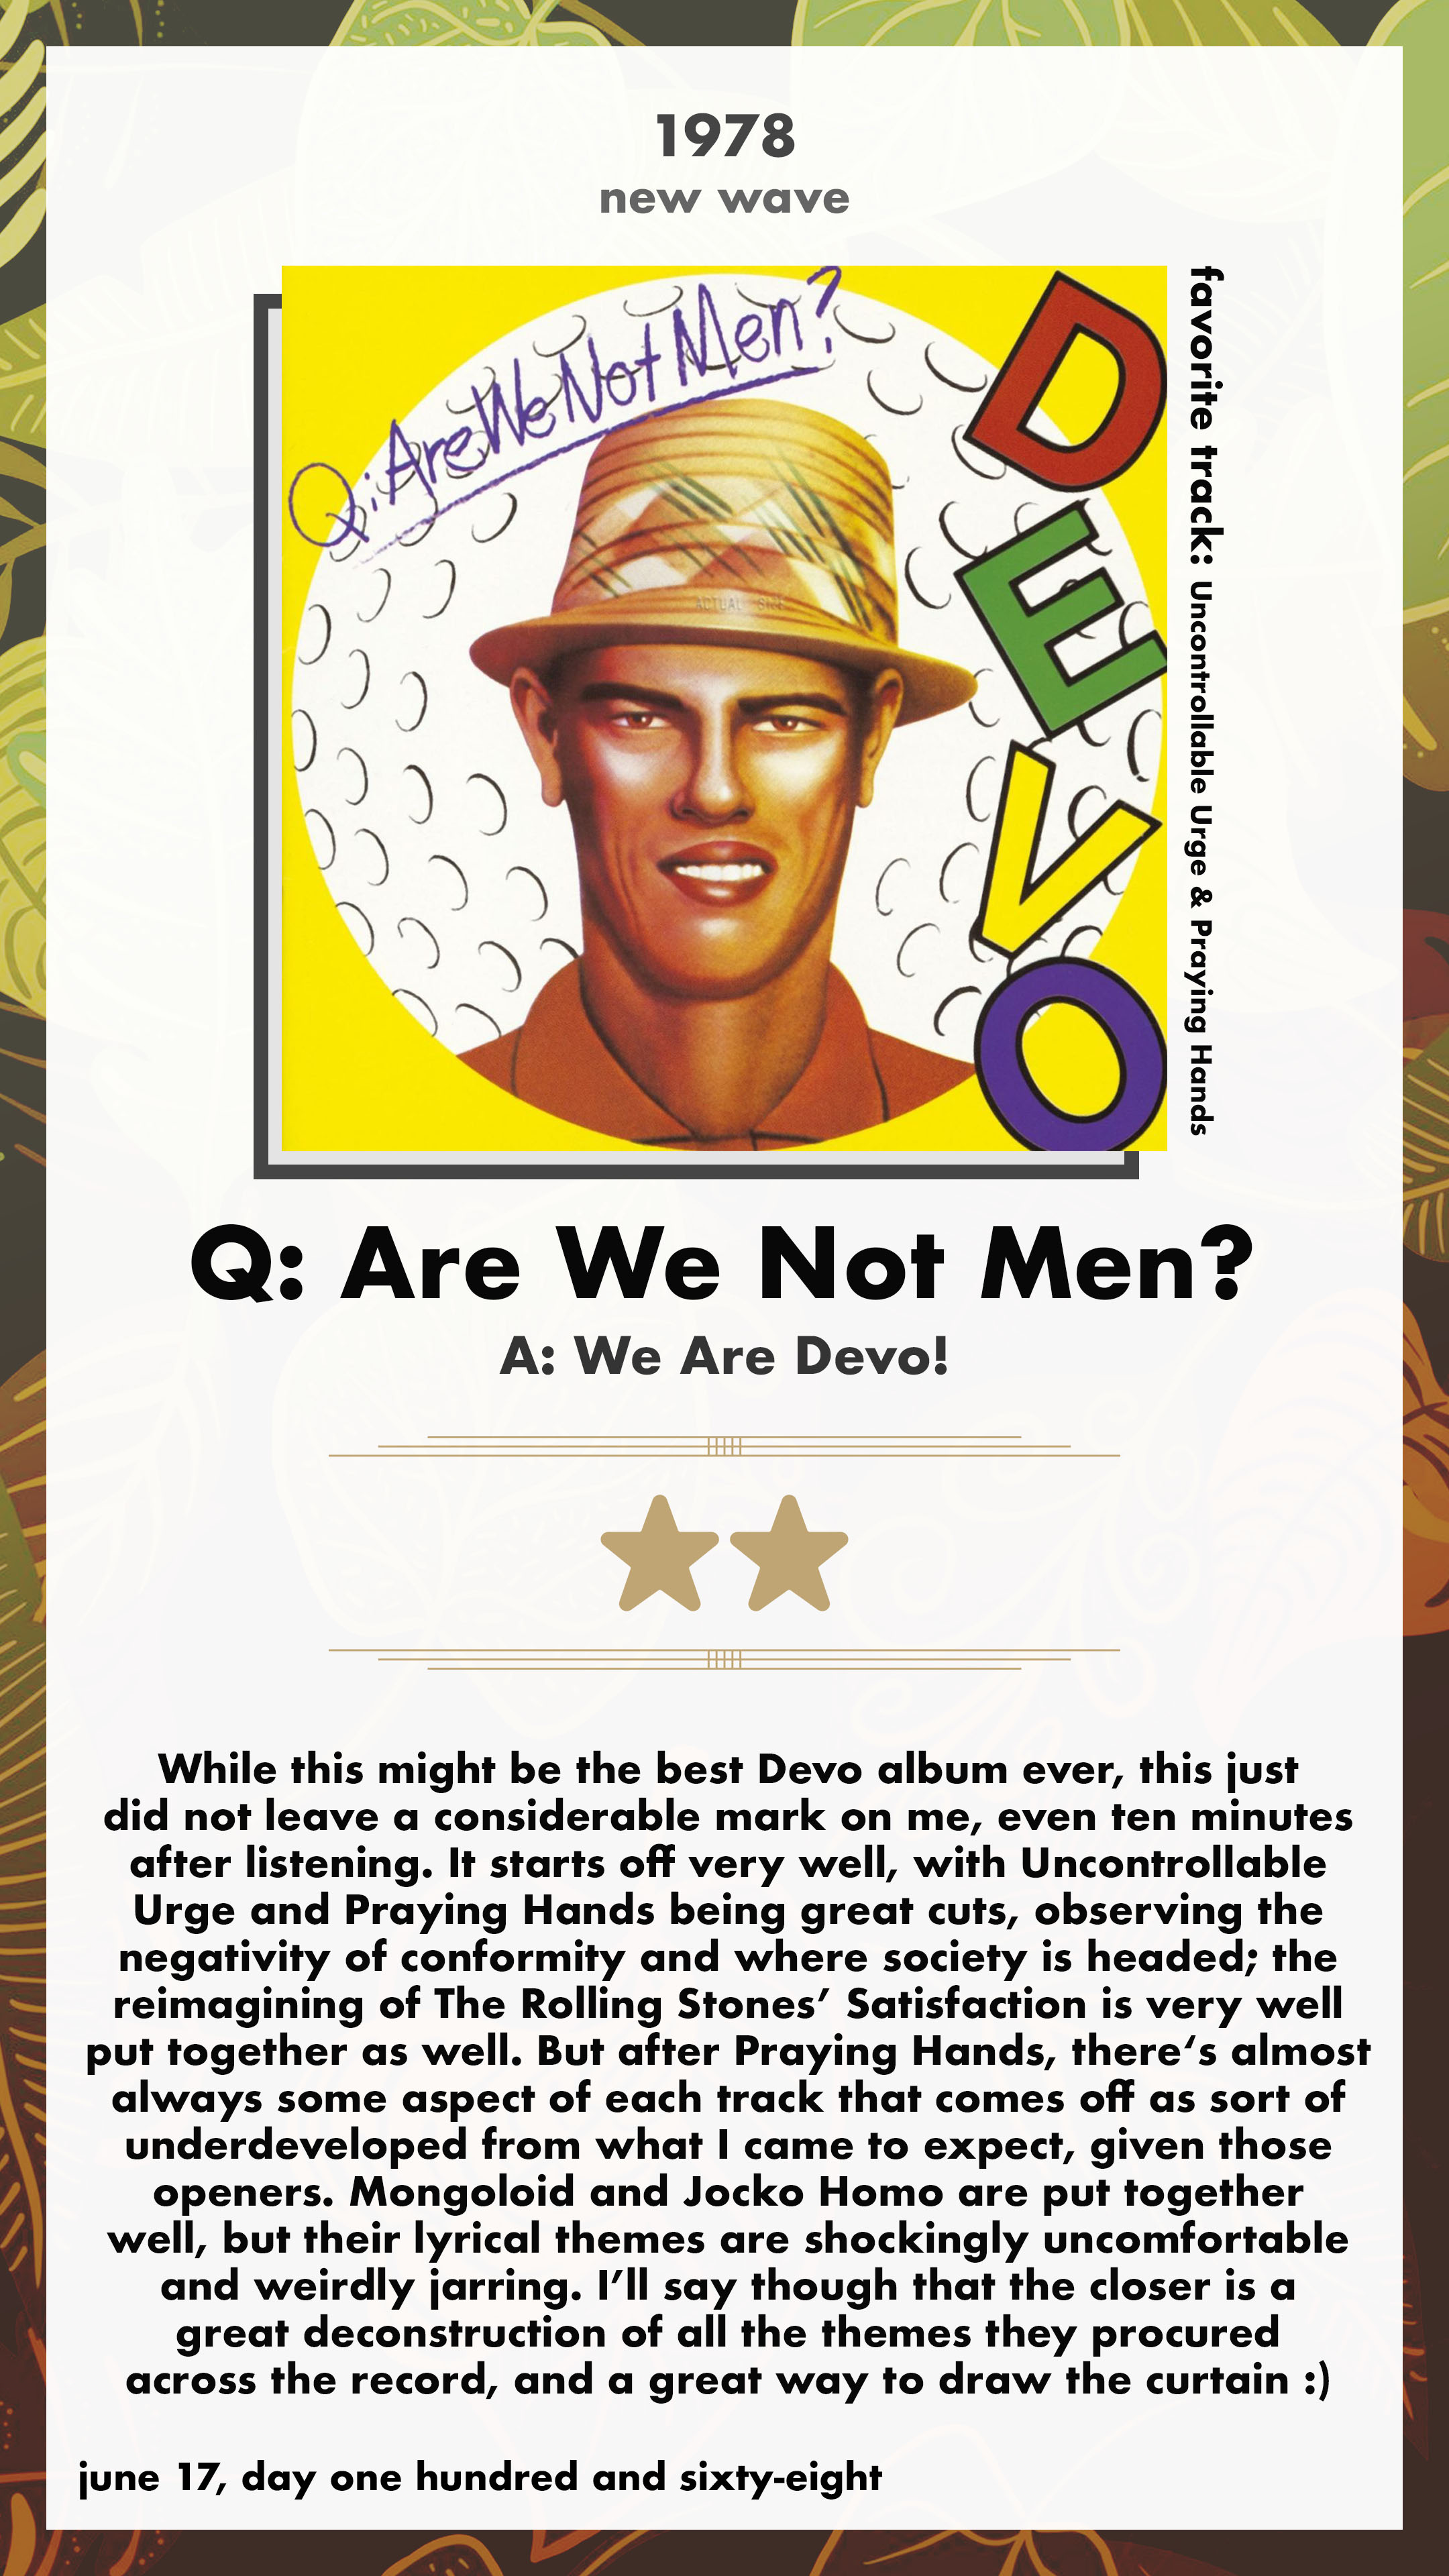 1978
new wave
Q: Are We Not Men?
ACTUAL SIZE
DEVO
favorite track: Uncontrollable Urge & Praying Hands
Q: Are We Not Men?
A: We Are Devo!
While this might be the best Devo album ever, this just
did not leave a considerable mark on me, even ten minutes
after listening. It starts off very well, with Uncontrollable
Urge and Praying Hands being great cuts, observing the
negativity of conformity and where society is headed; the
reimagining of The Rolling Stones’ Satisfaction is very well
put together as well. But after Praying Hands, there‘s almost
always some aspect of each track that comes off as sort of
underdeveloped from what I came to expect, given those
openers. Mongoloid and Jocko Homo are put together
well, but their lyrical themes are shockingly uncomfortable
and weirdly jarring. I’ll say though that the closer is a
great deconstruction of all the themes they procured
across the record, and a great way to draw the curtain :)
june 17, day one hundred and sixty-eight